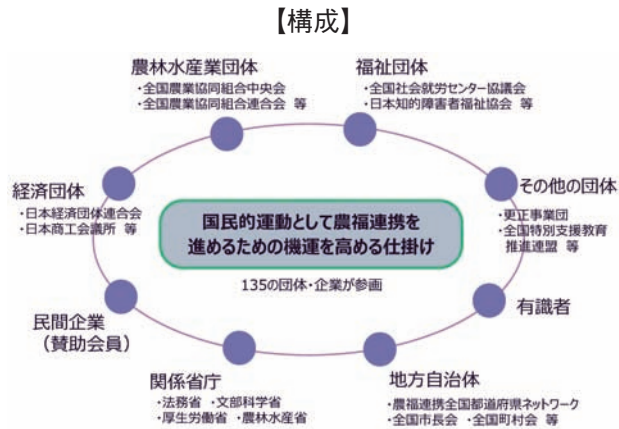 【構成】
農林水産業団体
・全国農業協同組合中央会
・全国農業協同組合連合会 等
福祉団体
・全国社会就労センター協議会
・日本知的障害者福祉協会 等
経済団体
・日本経済団体連合会
・日本商工会議所 等
その他の団体
・更正事業団
・全国特別支援教育
推進連盟 等
国民的運動として農福連携を
進めるための機運を高める仕掛け
135の団体・企業が参画
民間企業
（賛助会員）
有識者
関係省庁
・法務省 ・文部科学省
・厚生労働省 ・農林水産省
地方自治体
・農福連携全国都道府県ネットワーク
・全国市長会 ・全国町村会 等